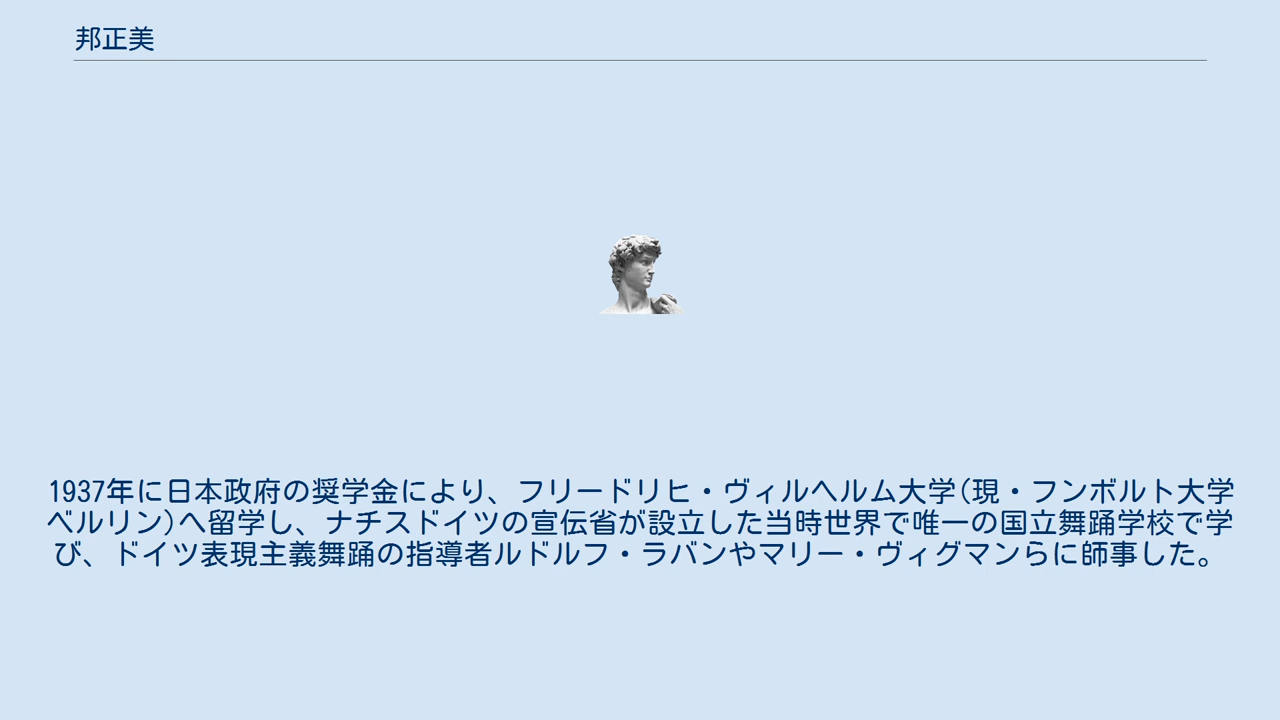 邦正美
1937年に日本政府の奨学金により、フリードリヒ・ヴィルヘルム大学(現・フンボルト大学
ベルリン)へ留学し、ナチスドイツの宣伝省が設立した当時世界で唯一の国立舞踊学校で学
び、ドイツ表現主義舞踊の指導者ルドルフ・ラバンやマリー・ヴィグマンらに師事した。